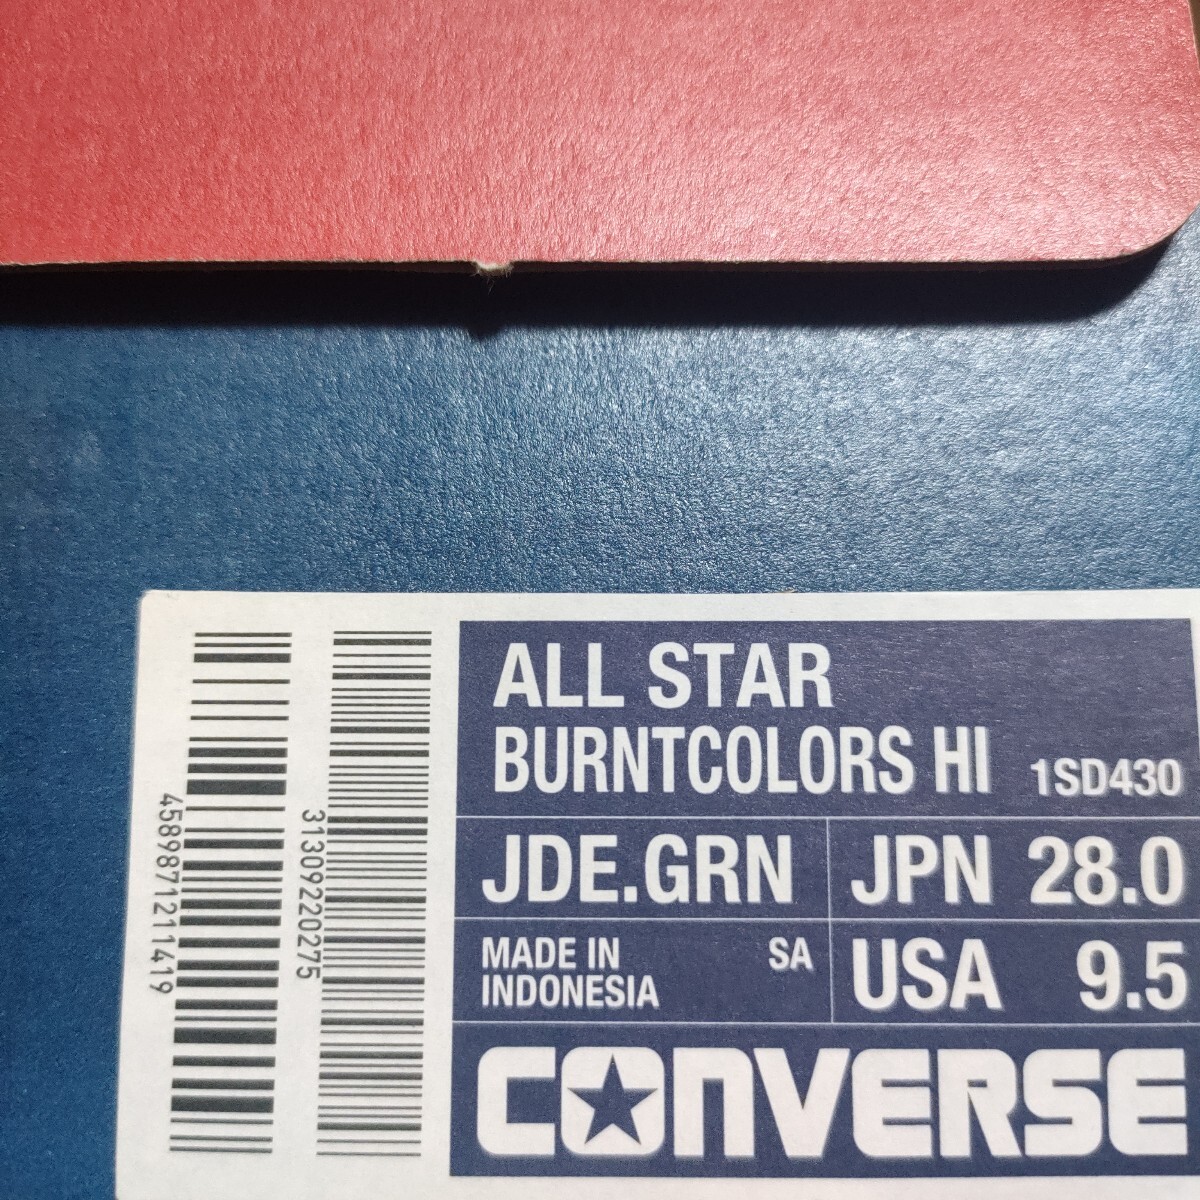 ALL STAR
BURNTCOLORS HI 1SD430
JDE.GRN
JPN 28.0
MADE IN
INDONESIA
SA
USA 9.5
CONVERSE
4589871211419
31309220275